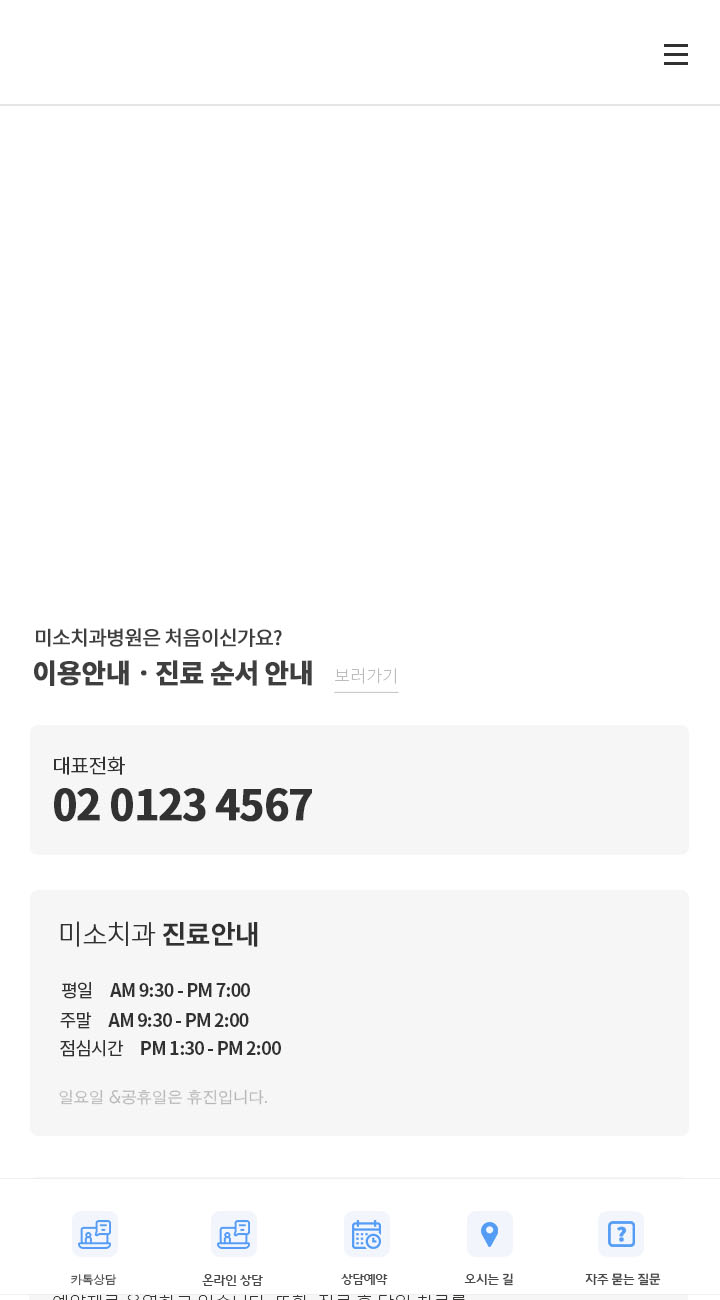 미소치과병원은 처음이신가요?
이용안내 · 진료 순서 안내 보러가기
대표전화
02 0123 4567
미소치과 진료안내
평일 AM 9:30 - PM 7:00
주말 AM 9:30 - PM 2:00
점심시간 PM 1:30 - PM 2:00
일요일 &공휴일은 휴진입니다.
카톡상담 온라인 상담 상담예약 오시는 길 자주 묻는 질문